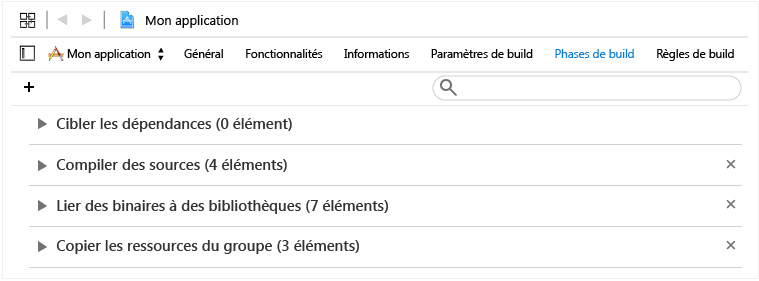 Mon application
Mon application Général Fonctionnalités Informations Paramètres de build Phases de build Règles de build
Cibler les dépendances (0 élément)
Compiler des sources (4 éléments)
Lier des binaires à des bibliothèques (7 éléments)
Copier les ressources du groupe (3 éléments)